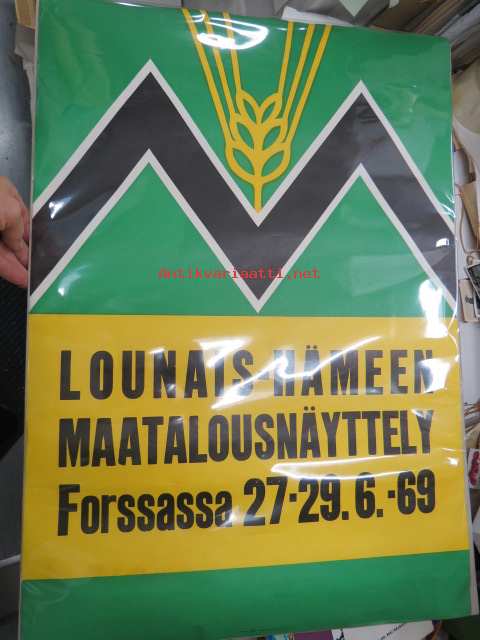 Antikvariaatti.net
LOUNAIS-HÄMEEN
MAATALOUSNÄYTTELY
Forssassa 27-29.6.-69